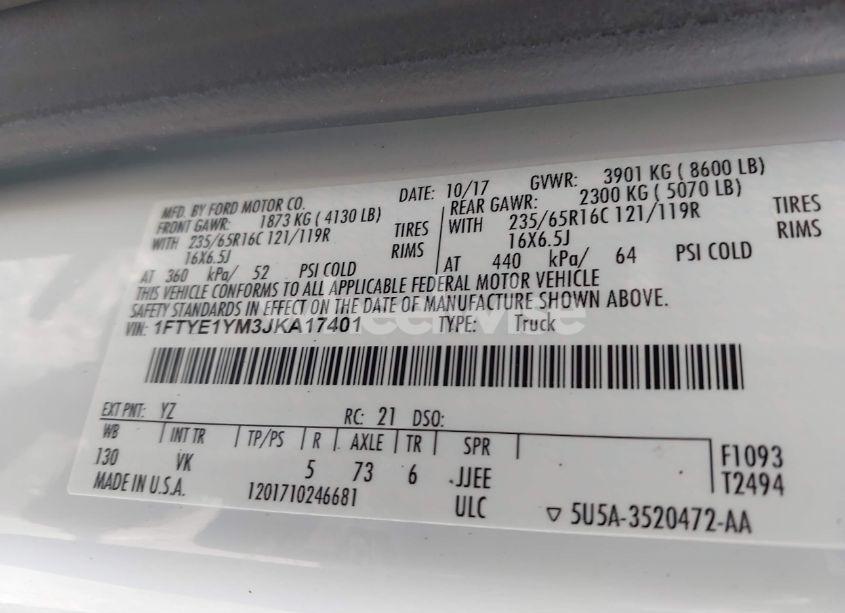 MFD. BY FORD MOTOR CO. DATE: 10/17 GVWR: 3901 KG ( 8600 LB)
FRONT GAWR: 1873 KG ( 4130 LB) REAR GAWR: 2300 KG ( 5070 LB)
WITH 235/65R16C 121/119R TIRES WITH 235/65R16C 121/119R TIRES
16X6.5J RIMS 16X6.5J RIMS
AT 360 kPa/ 52 PSI COLD AT 440 kPa/ 64 PSI COLD
THIS VEHICLE CONFORMS TO ALL APPLICABLE FEDERAL MOTOR VEHICLE
SAFETY STANDARDS IN EFFECT ON THE DATE OF MANUFACTURE SHOWN ABOVE.
VIN: 1FTYE1YM3JKA17401 TYPE: Truck
EXT PNT: YZ RC: 21 DSO:
WB INT TR TP/PS R AXLE TR SPR
130 VK 5 73 6 .JJEE F1093
MADE IN U.S.A. 1201710246681 ULC T2494
▽ 5U5A-3520472-AA